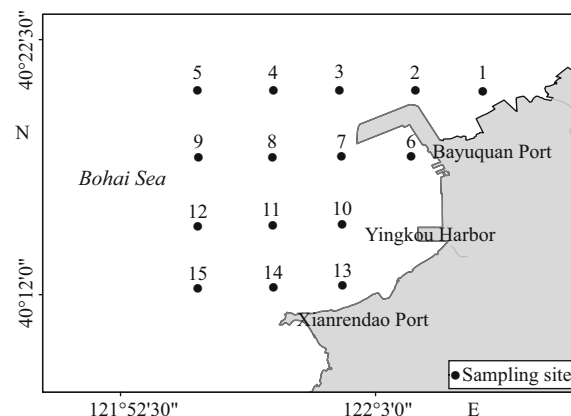 40°22'30"
5 4 3 2 1
N
9 8 7 6
Bayuquan Port
Bohai Sea
12 11 10
Yingkou Harbor
15 14 13
40°12'0"
Xianrendao Port
Sampling site
121°52'30" 122°3'0" E